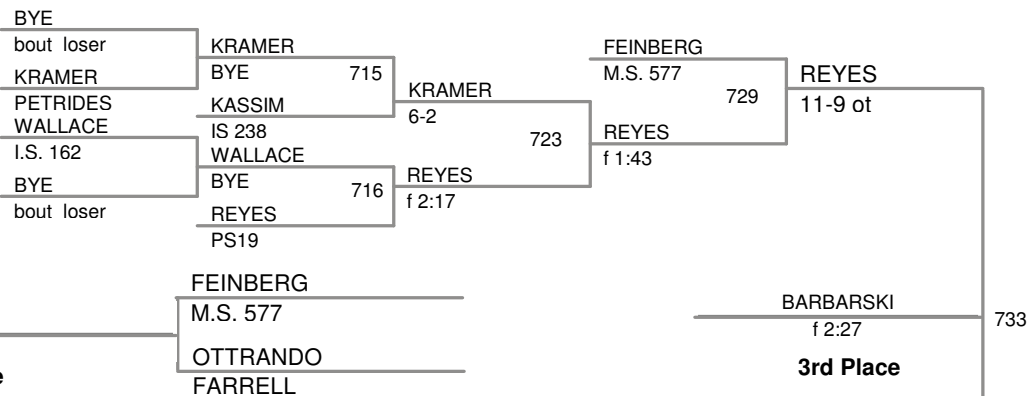 BYE
bout loser
KRAMER
PETRIDES
WALLACE
I.S. 162
BYE
bout loser
KRAMER
BYE
715
KASSIM
IS 238
WALLACE
BYE
716
REYES
PS19
KRAMER
6-2
723
REYES
f 2:17
FEINBERG
M.S. 577
729
REYES
f 1:43
REYES
11-9 ot
FEINBERG
M.S. 577
OTTRANDO
FARRELL
BARBARSKI
f 2:27
733
3rd Place
e